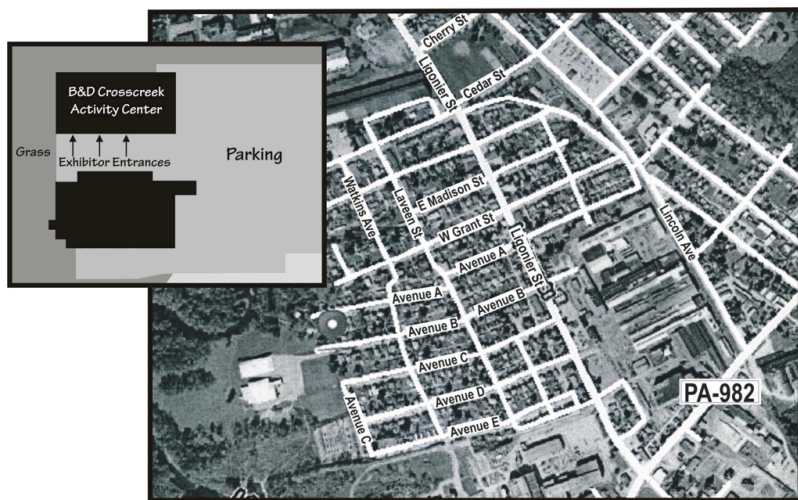 B&D Crosscreek
Activity Center
Grass
Exhibitor Entrances
Parking
Cherry St
Ligonier St
Cedar St
E Madison St
Watkins Ave
Laveen St
W Grant St
Lincoln Ave
Avenue A
Ligonier St
Avenue A
Avenue B
Avenue B
Avenue C
PA-982
Avenue D
Avenue C
Avenue E